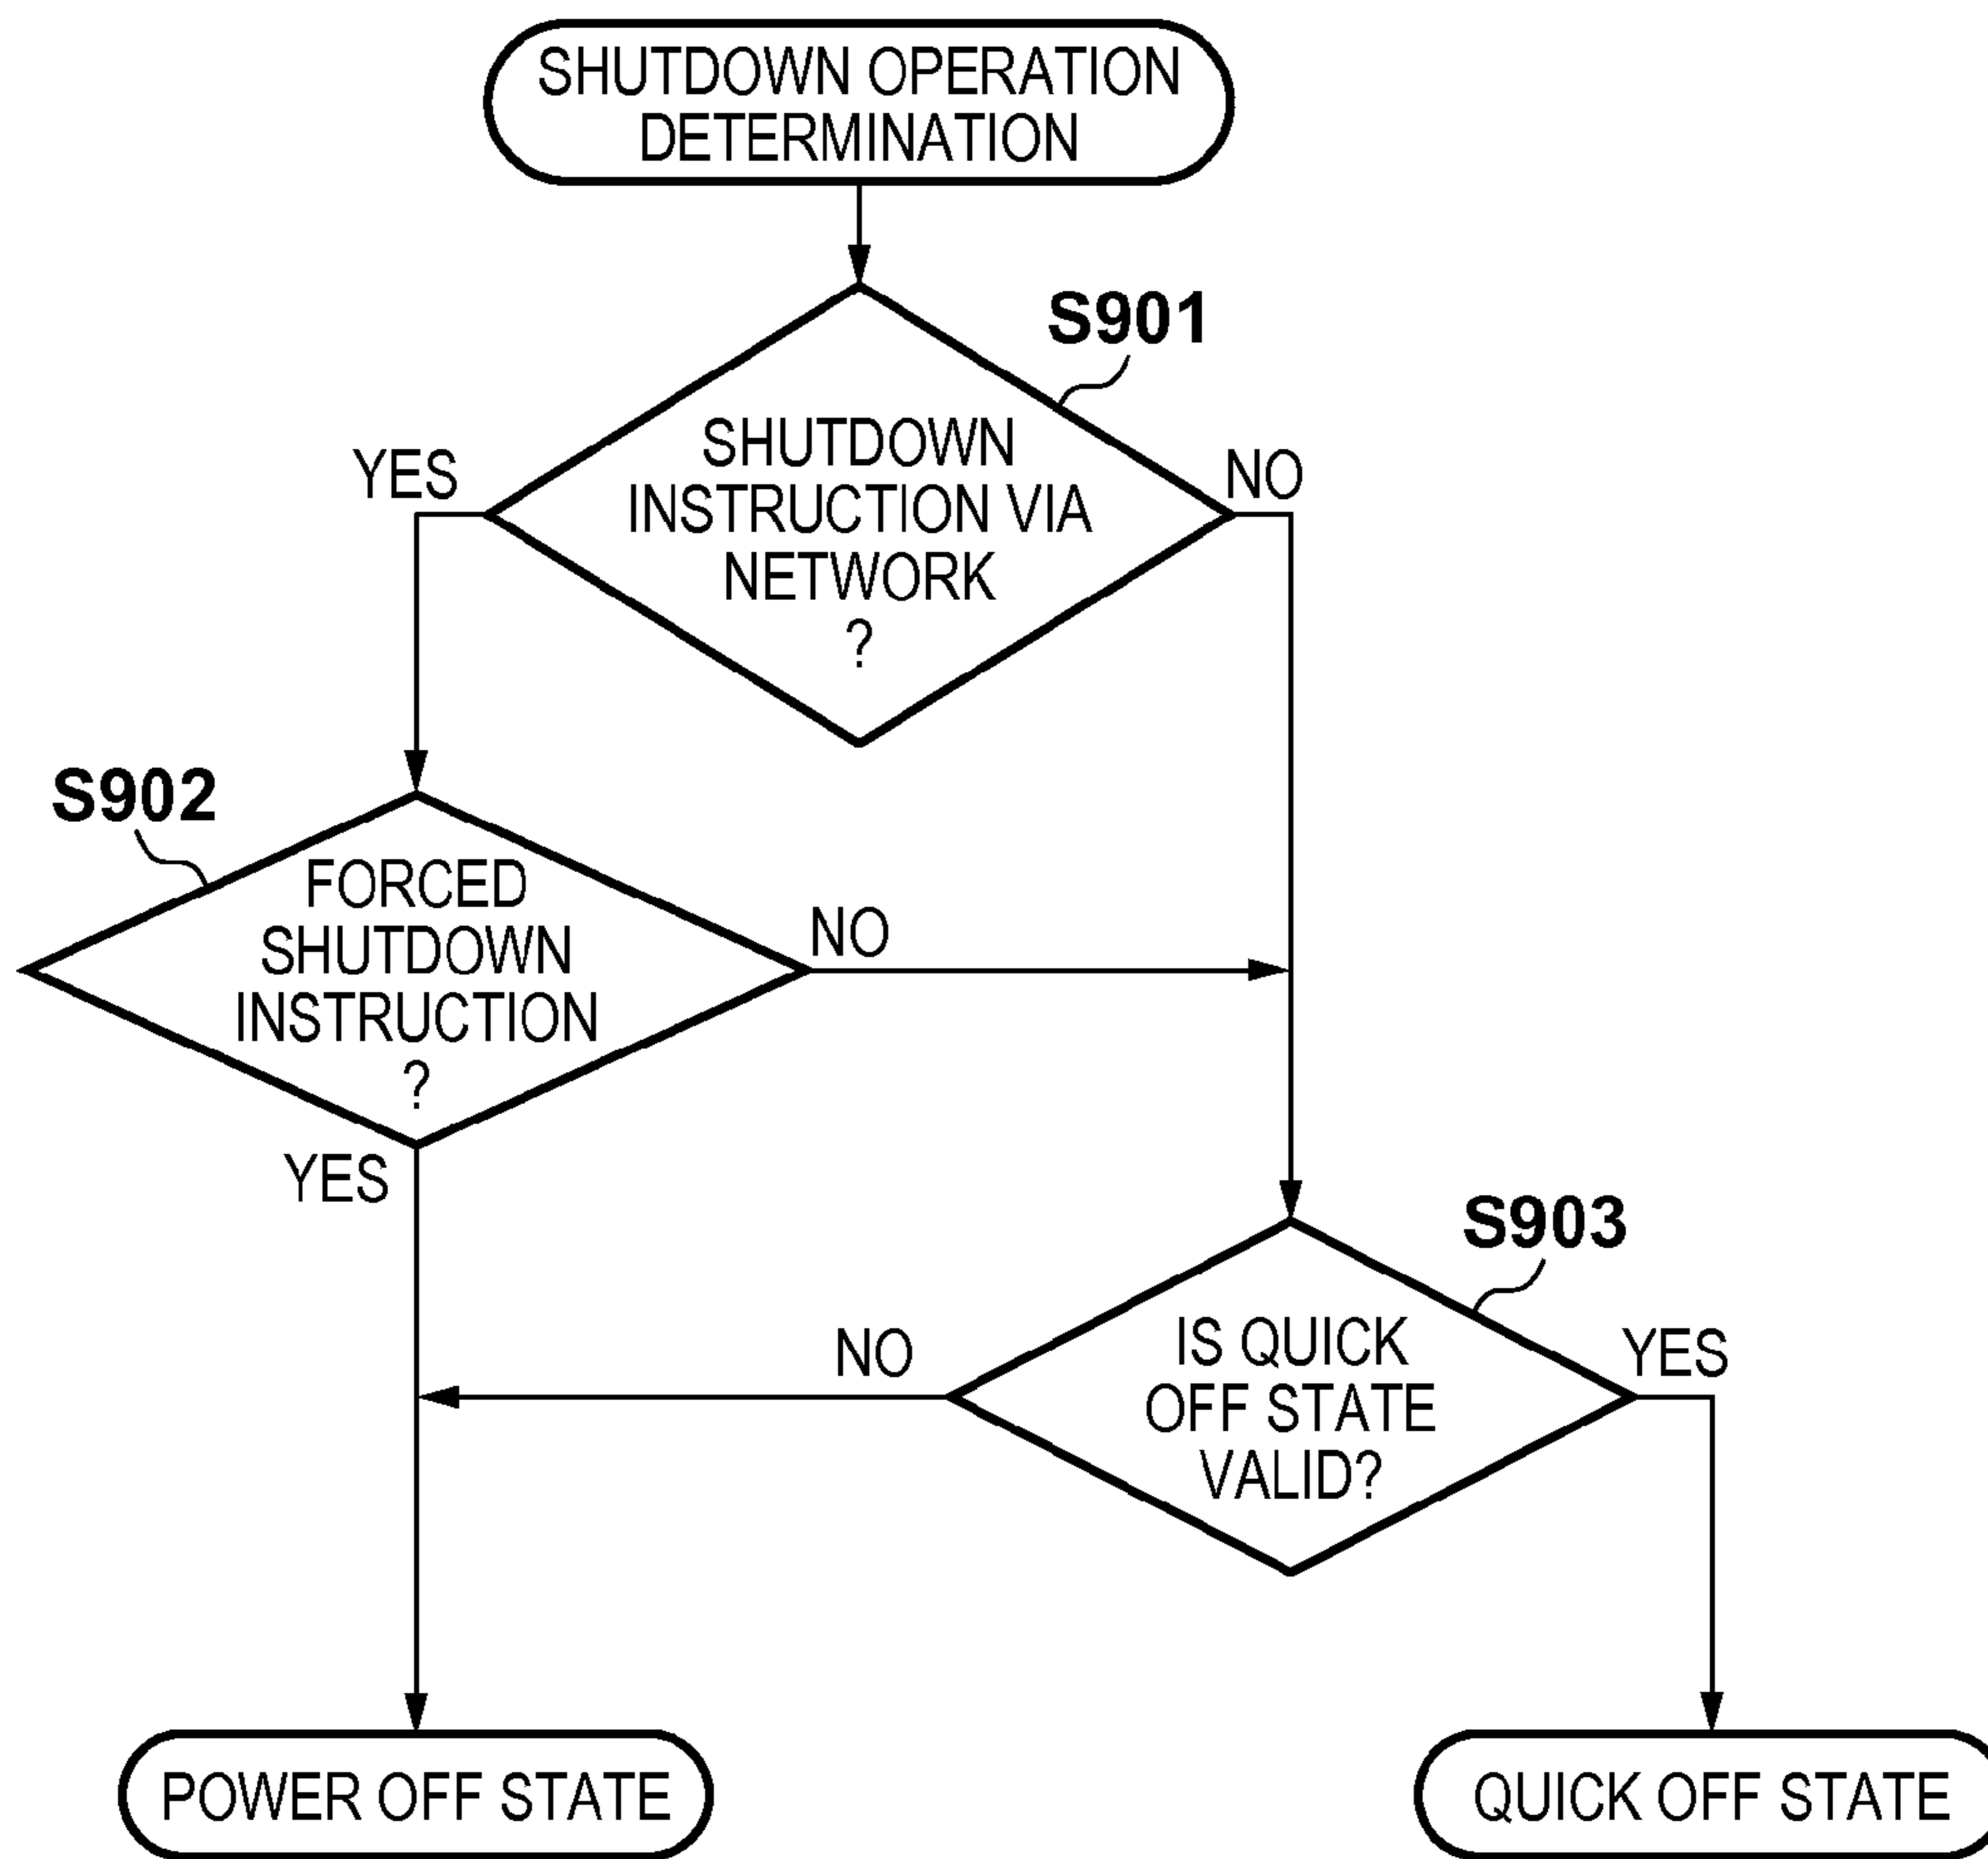 SHUTDOWN OPERATION
DETERMINATION
S901
SHUTDOWN
INSTRUCTION VIA
NETWORK
?
YES
NO
S902
FORCED
SHUTDOWN
INSTRUCTION
?
NO
YES
S903
IS QUICK
OFF STATE
VALID?
NO
YES
POWER OFF STATE
QUICK OFF STATE